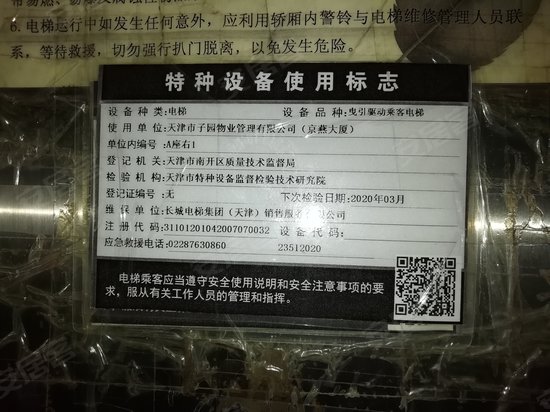 6. 电梯运行中如发生任何意外，应利用轿厢内警铃与电梯维修管理人员联
系，等待救援，切勿强行扒门脱离，以免发生危险。
特种设备使用标志
设备种类:电梯 设备品种:曳引驱动乘客电梯
使用单位:天津市子园物业管理有限公司（京燕大厦）
单位内编号:A座右1
登记机关:天津市南开区质量技术监督局
检验机构:天津市特种设备监督检验技术研究院
登记证编号:无 下次检验日期:2020年03月
维保单位:长城电梯集团（天津）销售服务有限公司
注册代码:31101201042007070032 设备代码:
应急救援电话:02287630860 23512020
电梯乘客应当遵守安全使用说明和安全注意事项的要
求，服从有关工作人员的管理和指挥。